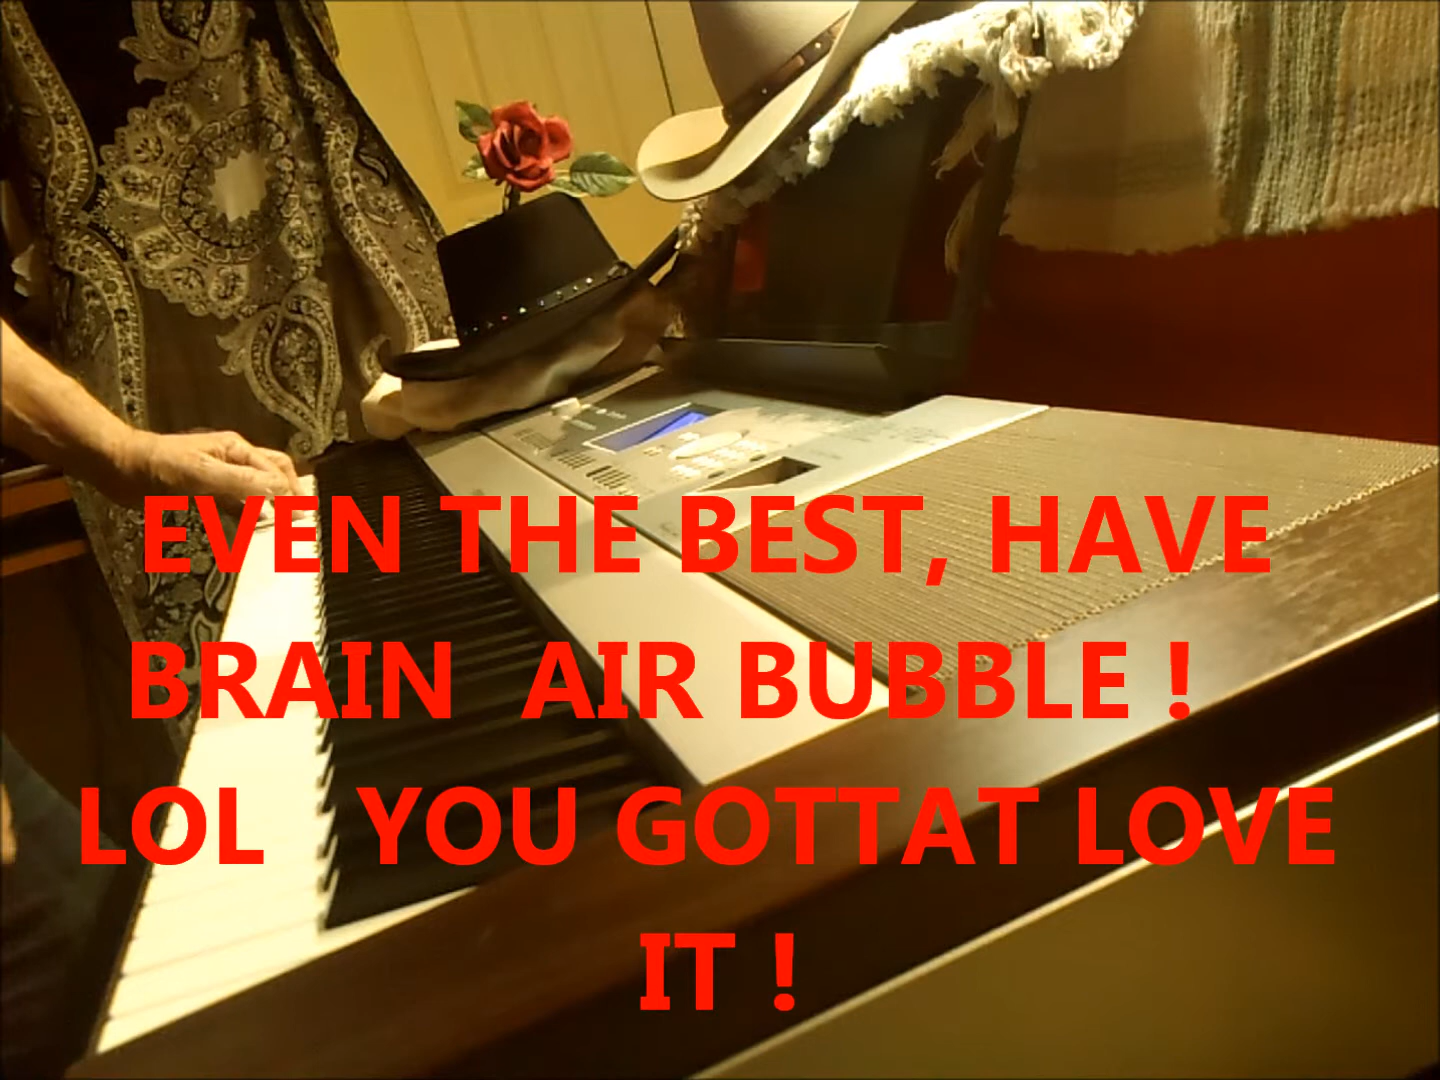 EVEN THE BEST, HAVE
BRAIN  AIR BUBBLE !
LOL   YOU GOTTAT LOVE
IT !